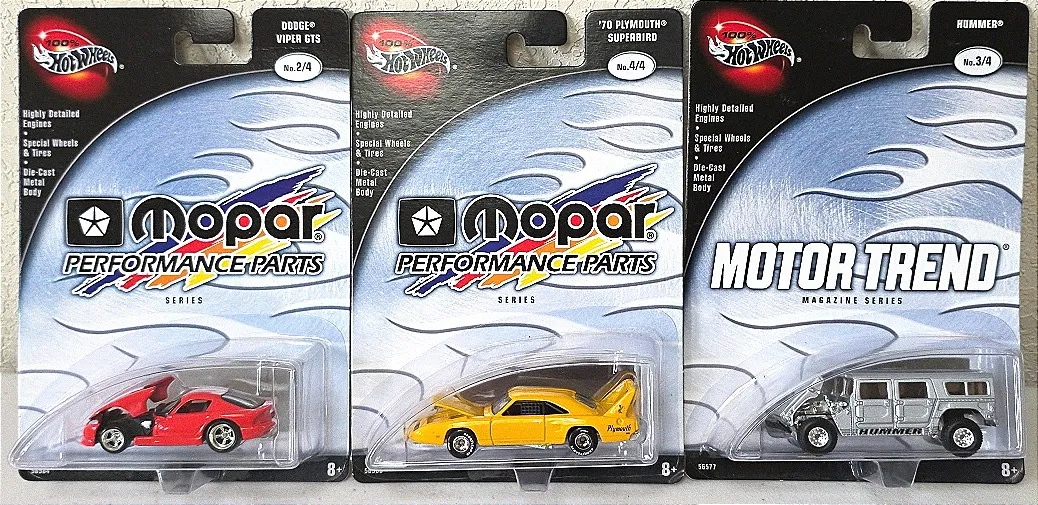 100%
Hot Wheels®
DODGE®
VIPER GTS
No.2/4
Highly Detailed
Engines
•
Special Wheels
& Tires
•
Die-Cast
Metal
Body
mopar®
PERFORMANCE PARTS
SERIES
8+
100%
Hot Wheels®
'70 PLYMOUTH®
SUPERBIRD
No.4/4
Highly Detailed
Engines
•
Special Wheels
& Tires
•
Die-Cast
Metal
Body
mopar®
PERFORMANCE PARTS
SERIES
Plymouth
8+
100%
Hot Wheels®
HUMMER®
No.3/4
Highly Detailed
Engines
•
Special Wheels
& Tires
•
Die-Cast
Metal
Body
MOTOR TREND®
MAGAZINE SERIES
HUMMER
56577
8+